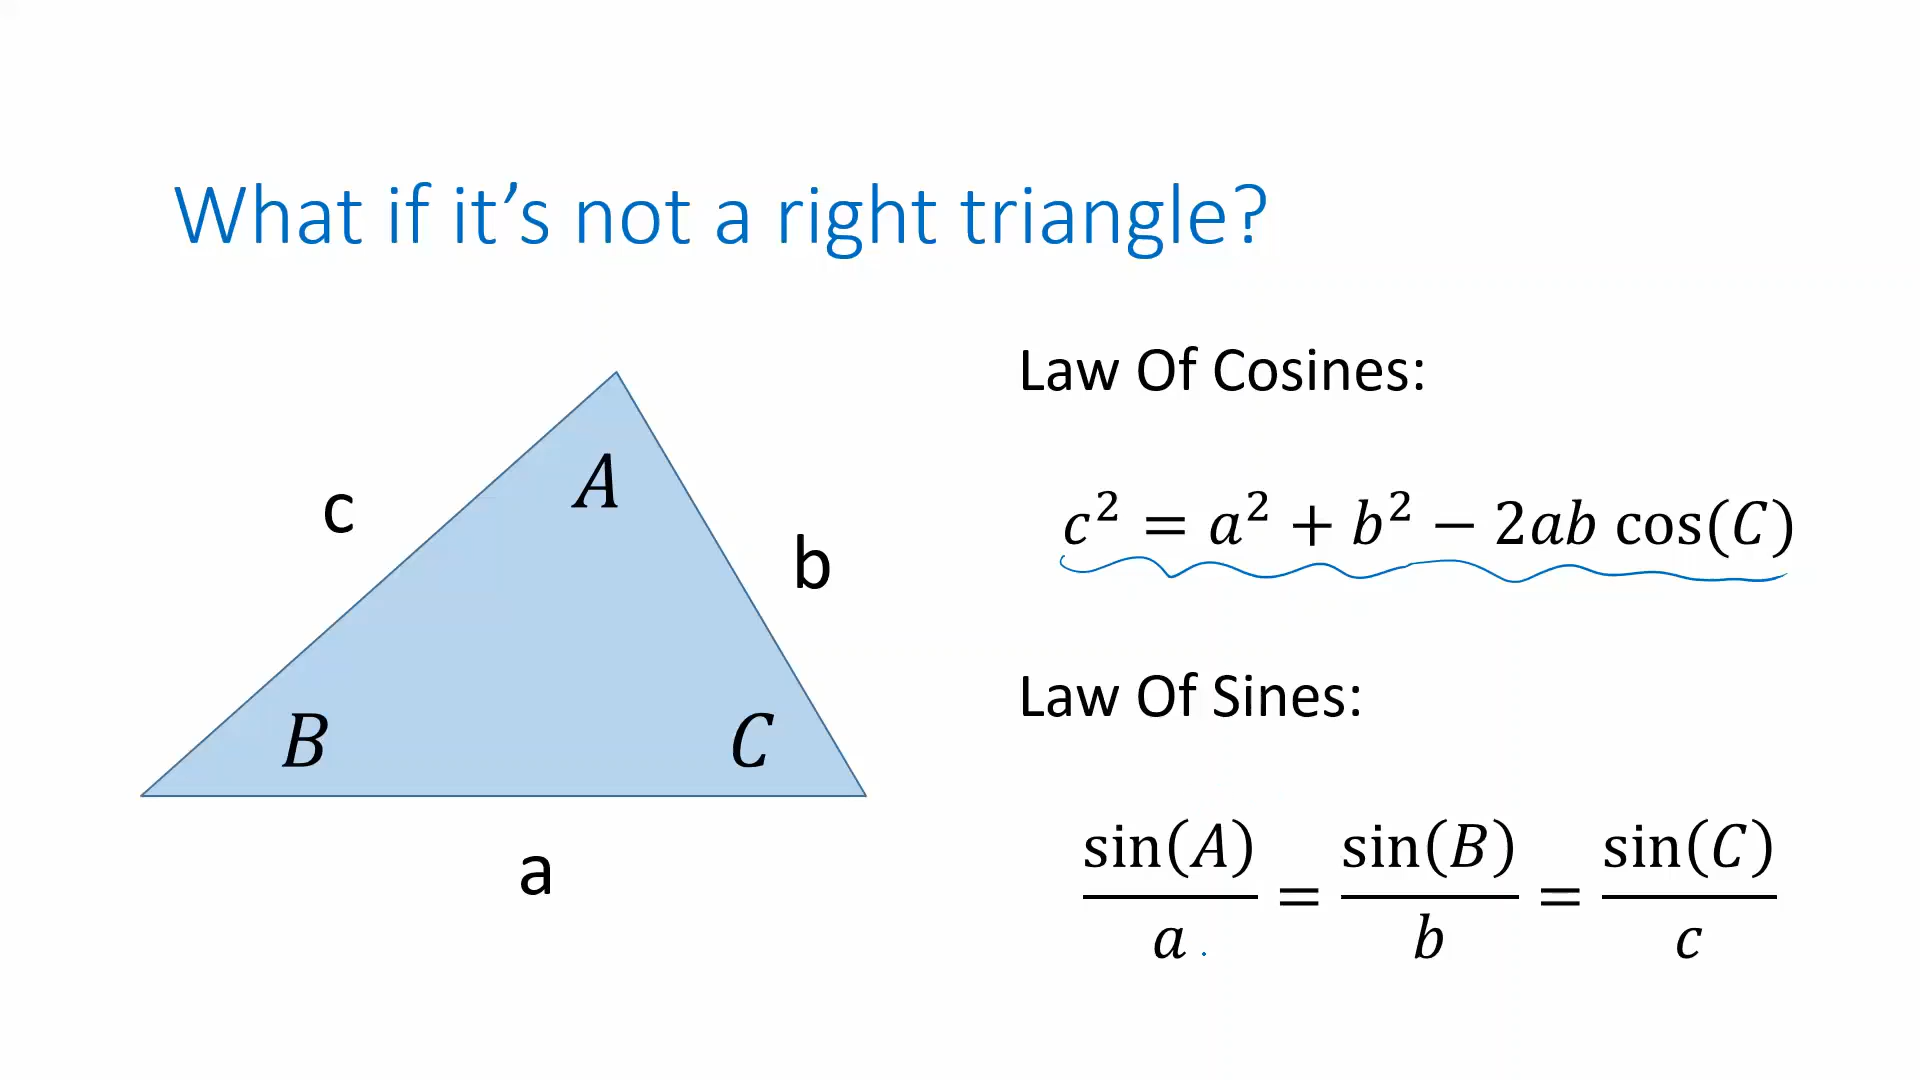 What if it’s not a right triangle?
Law Of Cosines:
A
c
c² = a² + b² − 2ab cos(C)
b
Law Of Sines:
B
C
sin(A)/a = sin(B)/b = sin(C)/c
a